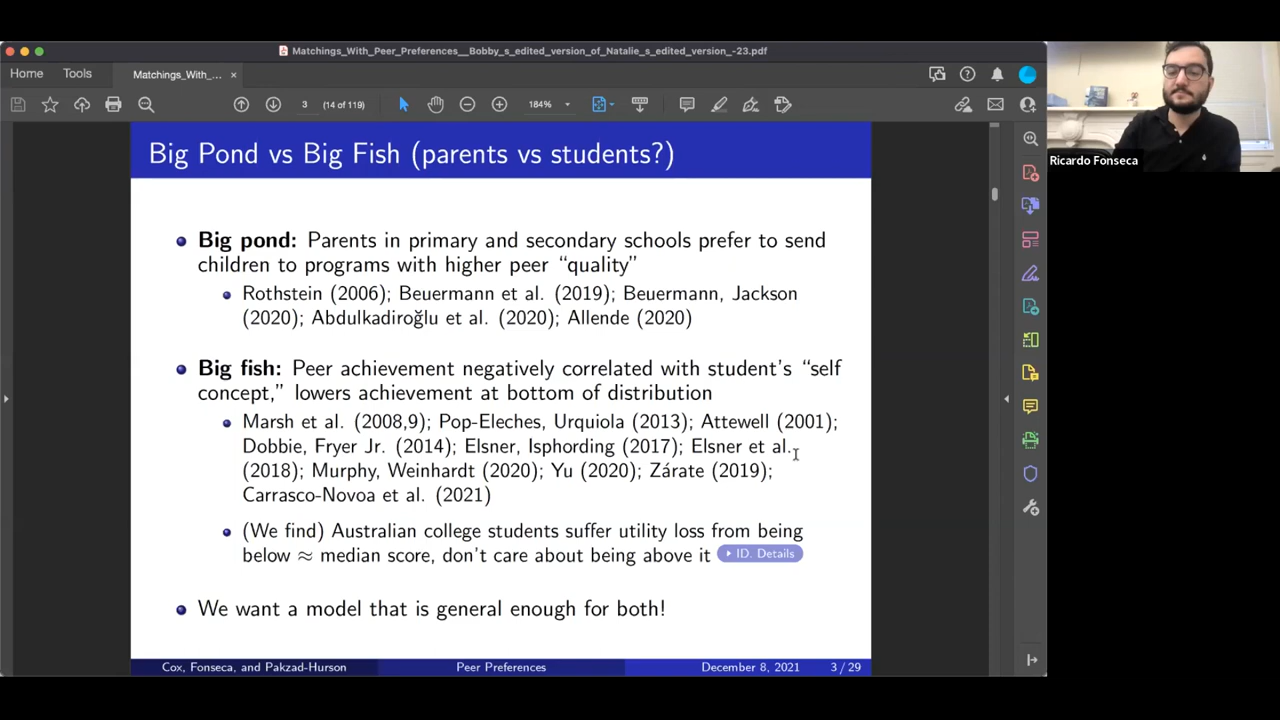 Matchings_With_Peer_Preferences__Bobby_s_edited_version_of_Natalie_s_edited_version_-23.pdf
Home
Tools
Matchings_With_...
×
3
(14 of 119)
184%
Big Pond vs Big Fish (parents vs students?)
Big pond: Parents in primary and secondary schools prefer to send
children to programs with higher peer “quality”
Rothstein (2006); Beuermann et al. (2019); Beuermann, Jackson
(2020); Abdulkadiroğlu et al. (2020); Allende (2020)
Big fish: Peer achievement negatively correlated with student’s “self
concept,” lowers achievement at bottom of distribution
Marsh et al. (2008,9); Pop-Eleches, Urquiola (2013); Attewell (2001);
Dobbie, Fryer Jr. (2014); Elsner, Isphording (2017); Elsner et al.
(2018); Murphy, Weinhardt (2020); Yu (2020); Zárate (2019);
Carrasco-Novoa et al. (2021)
(We find) Australian college students suffer utility loss from being
below ≈ median score, don’t care about being above it
ID. Details
We want a model that is general enough for both!
Cox, Fonseca, and Pakzad-Hurson
Peer Preferences
December 8, 2021
3 / 29
Ricardo Fonseca